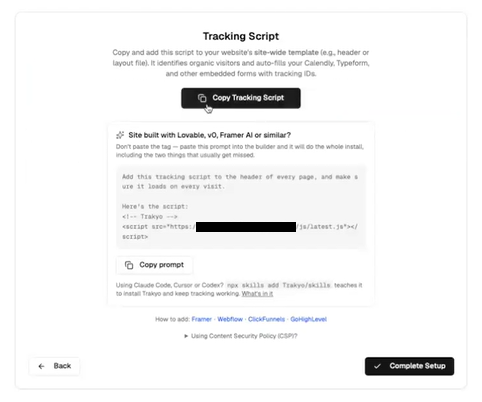 Tracking Script
Copy and add this script to your website's site-wide template (e.g., header or
layout file). It identifies organic visitors and auto-fills your Calendly, Typeform,
and other embedded forms with tracking IDs.
Copy Tracking Script
Site built with Lovable, v0, Framer AI or similar?
Don't paste the tag — paste this prompt into the builder and it will do the whole install,
including the two things that usually get missed.
Add this tracking script to the header of every page, and make s
ure it loads on every visit.
Here's the script:
<!-- Trakyo -->
<script src="https:/ /js/latest.js"></
script>
Copy prompt
Using Claude Code, Cursor or Codex? npx skills add Trakyo/skills teaches it
to install Trakyo and keep tracking working. What's in it
How to add: Framer · Webflow · ClickFunnels · GoHighLevel
► Using Content Security Policy (CSP)?
← Back
✓ Complete Setup